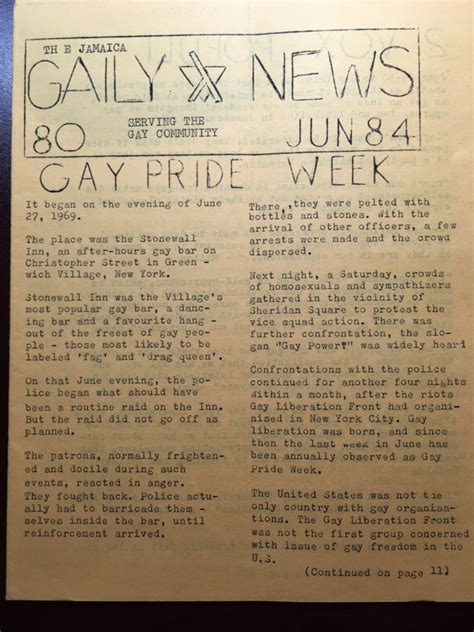 TH E JAMAICA
GAILY NEWS
80
SERVING THE
GAY COMMUNITY
JUN 84
GAY PRIDE WEEK
It began on the evening of June
27, 1969.
The place was the Stonewall
Inn, an after-hours gay bar on
Christopher Street in Green -
wich Village, New York.
Stonewall Inn was the Village's
most popular gay bar, a danc-
ing bar and a favourite hang -
out of the freest of gay peo-
ple - those most likely to be
labeled 'fag' and 'drag queen'.
On that June evening, the po-
lice began what should have
been a routine raid on the Inn.
But the raid did not go off as
planned.
The patrons, normally frighten-
ed and docile during such
events, reacted in anger.
They fought back. Police actu-
ally had to barricade them -
selves inside the bar, until
reinforcement arrived.
There, they were pelted with
bottles and stones. With the
arrival of other officers, a few
arrests were made and the crowd
dispersed.
Next night, a Saturday, crowds
of homosexuals and sympathizers
gathered in the vicinity of
Sheridan Square to protest the
vice squad action. There was
further confrontation, the slo-
gan "Gay Power!" was widely heard
Confrontations with the police
continued for another four nights
Within a month, after the riots
Gay Liberation Front had organ-
ised in New York City. Gay
liberation was born, and since
then the last week in June has
been annually observed as Gay
Pride Week.
The United States was not the
only country with gay organisa-
tions. The Gay Liberation Front
was not the first group concerned
with issue of gay freedom in the
U.S.
(Continued on page 11)